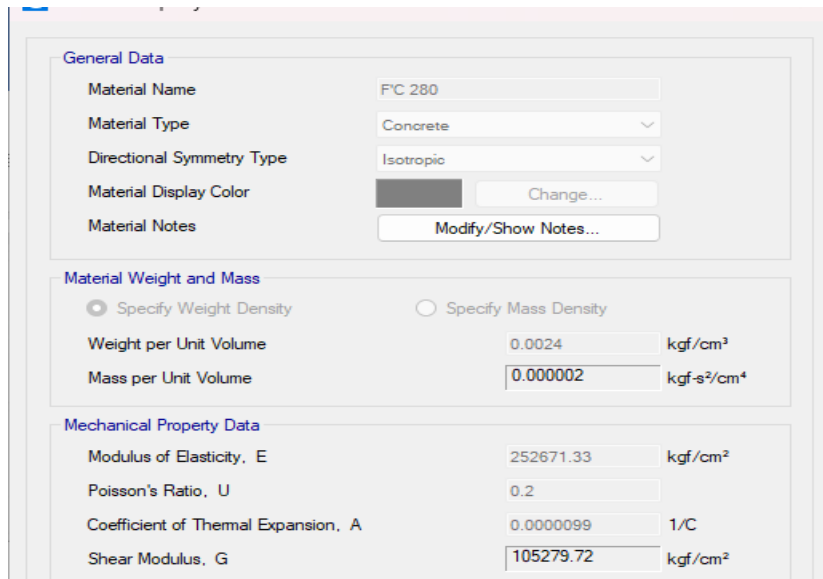 General Data
Material Name F'C 280
Material Type Concrete
Directional Symmetry Type Isotropic
Material Display Color Change...
Material Notes Modify/Show Notes...
Material Weight and Mass
Specify Weight Density Specify Mass Density
Weight per Unit Volume 0.0024 kgf/cm³
Mass per Unit Volume 0.000002 kgf-s²/cm⁴
Mechanical Property Data
Modulus of Elasticity, E 252671.33 kgf/cm²
Poisson's Ratio, U 0.2
Coefficient of Thermal Expansion, A 0.0000099 1/C
Shear Modulus, G 105279.72 kgf/cm²